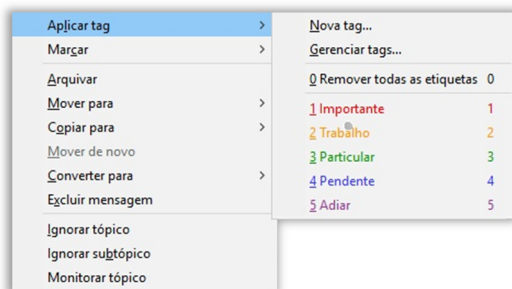 Aplicar tag
Marcar
Arquivar
Mover para
Copiar para
Mover de novo
Converter para
Excluir mensagem
Ignorar tópico
Ignorar subtópico
Monitorar tópico
Nova tag...
Gerenciar tags...
0 Remover todas as etiquetas 0
1 Importante 1
2 Trabalho 2
3 Particular 3
4 Pendente 4
5 Adiar 5